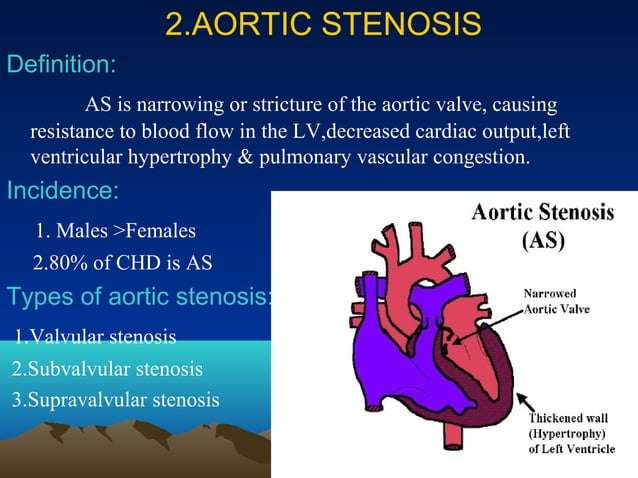 2.AORTIC STENOSIS
Definition:
AS is narrowing or stricture of the aortic valve, causing
resistance to blood flow in the LV,decreased cardiac output,left
ventricular hypertrophy & pulmonary vascular congestion.
Incidence:
1. Males >Females
2.80% of CHD is AS
Types of aortic stenosis:
1.Valvular stenosis
2.Subvalvular stenosis
3.Supravalvular stenosis
Aortic Stenosis
(AS)
Narrowed
Aortic Valve
Thickened wall
(Hypertrophy)
of Left Ventricle